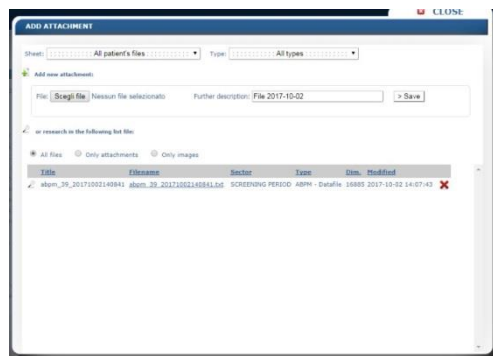 CLOSE
ADD ATTACHMENT
Sheet: :::::::::::: All patient's files :::::::::::: Type: :::::::::::: All types ::::::::::::
Add new attachment:
File: Scegli file Nessun file selezionato Further description: File 2017-10-02 > Save
or research in the following list file:
All files Only attachments Only images
Title Filename Sector Type Dim. Modified
abpm_39_20171002140841 abpm_39_20171002140841.txt SCREENING PERIOD ABPM - Datafile 16885 2017-10-02 14:07:43